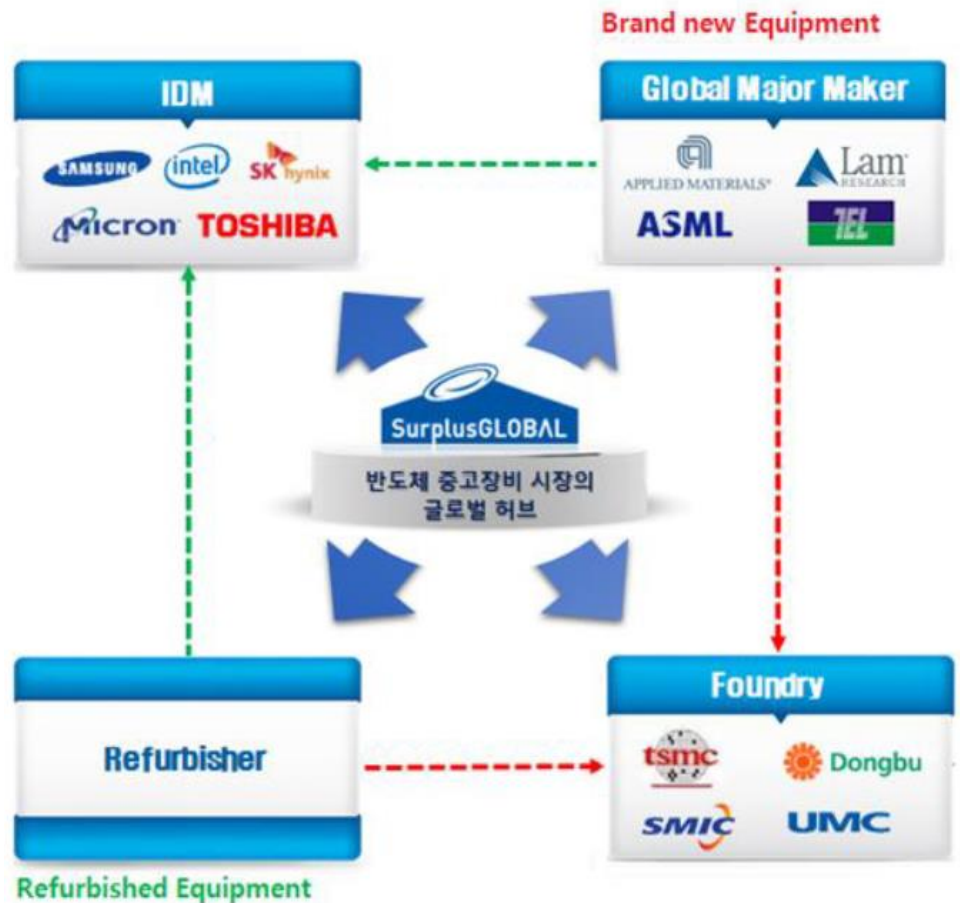 Brand new Equipment
IDM
SAMSUNG intel SK hynix
Micron TOSHIBA
Global Major Maker
APPLIED MATERIALS® Lam RESEARCH
ASML TEL
SurplusGLOBAL
반도체 중고장비 시장의
글로벌 허브
Refurbisher
Refurbished Equipment
Foundry
tsmc Dongbu
SMIC UMC